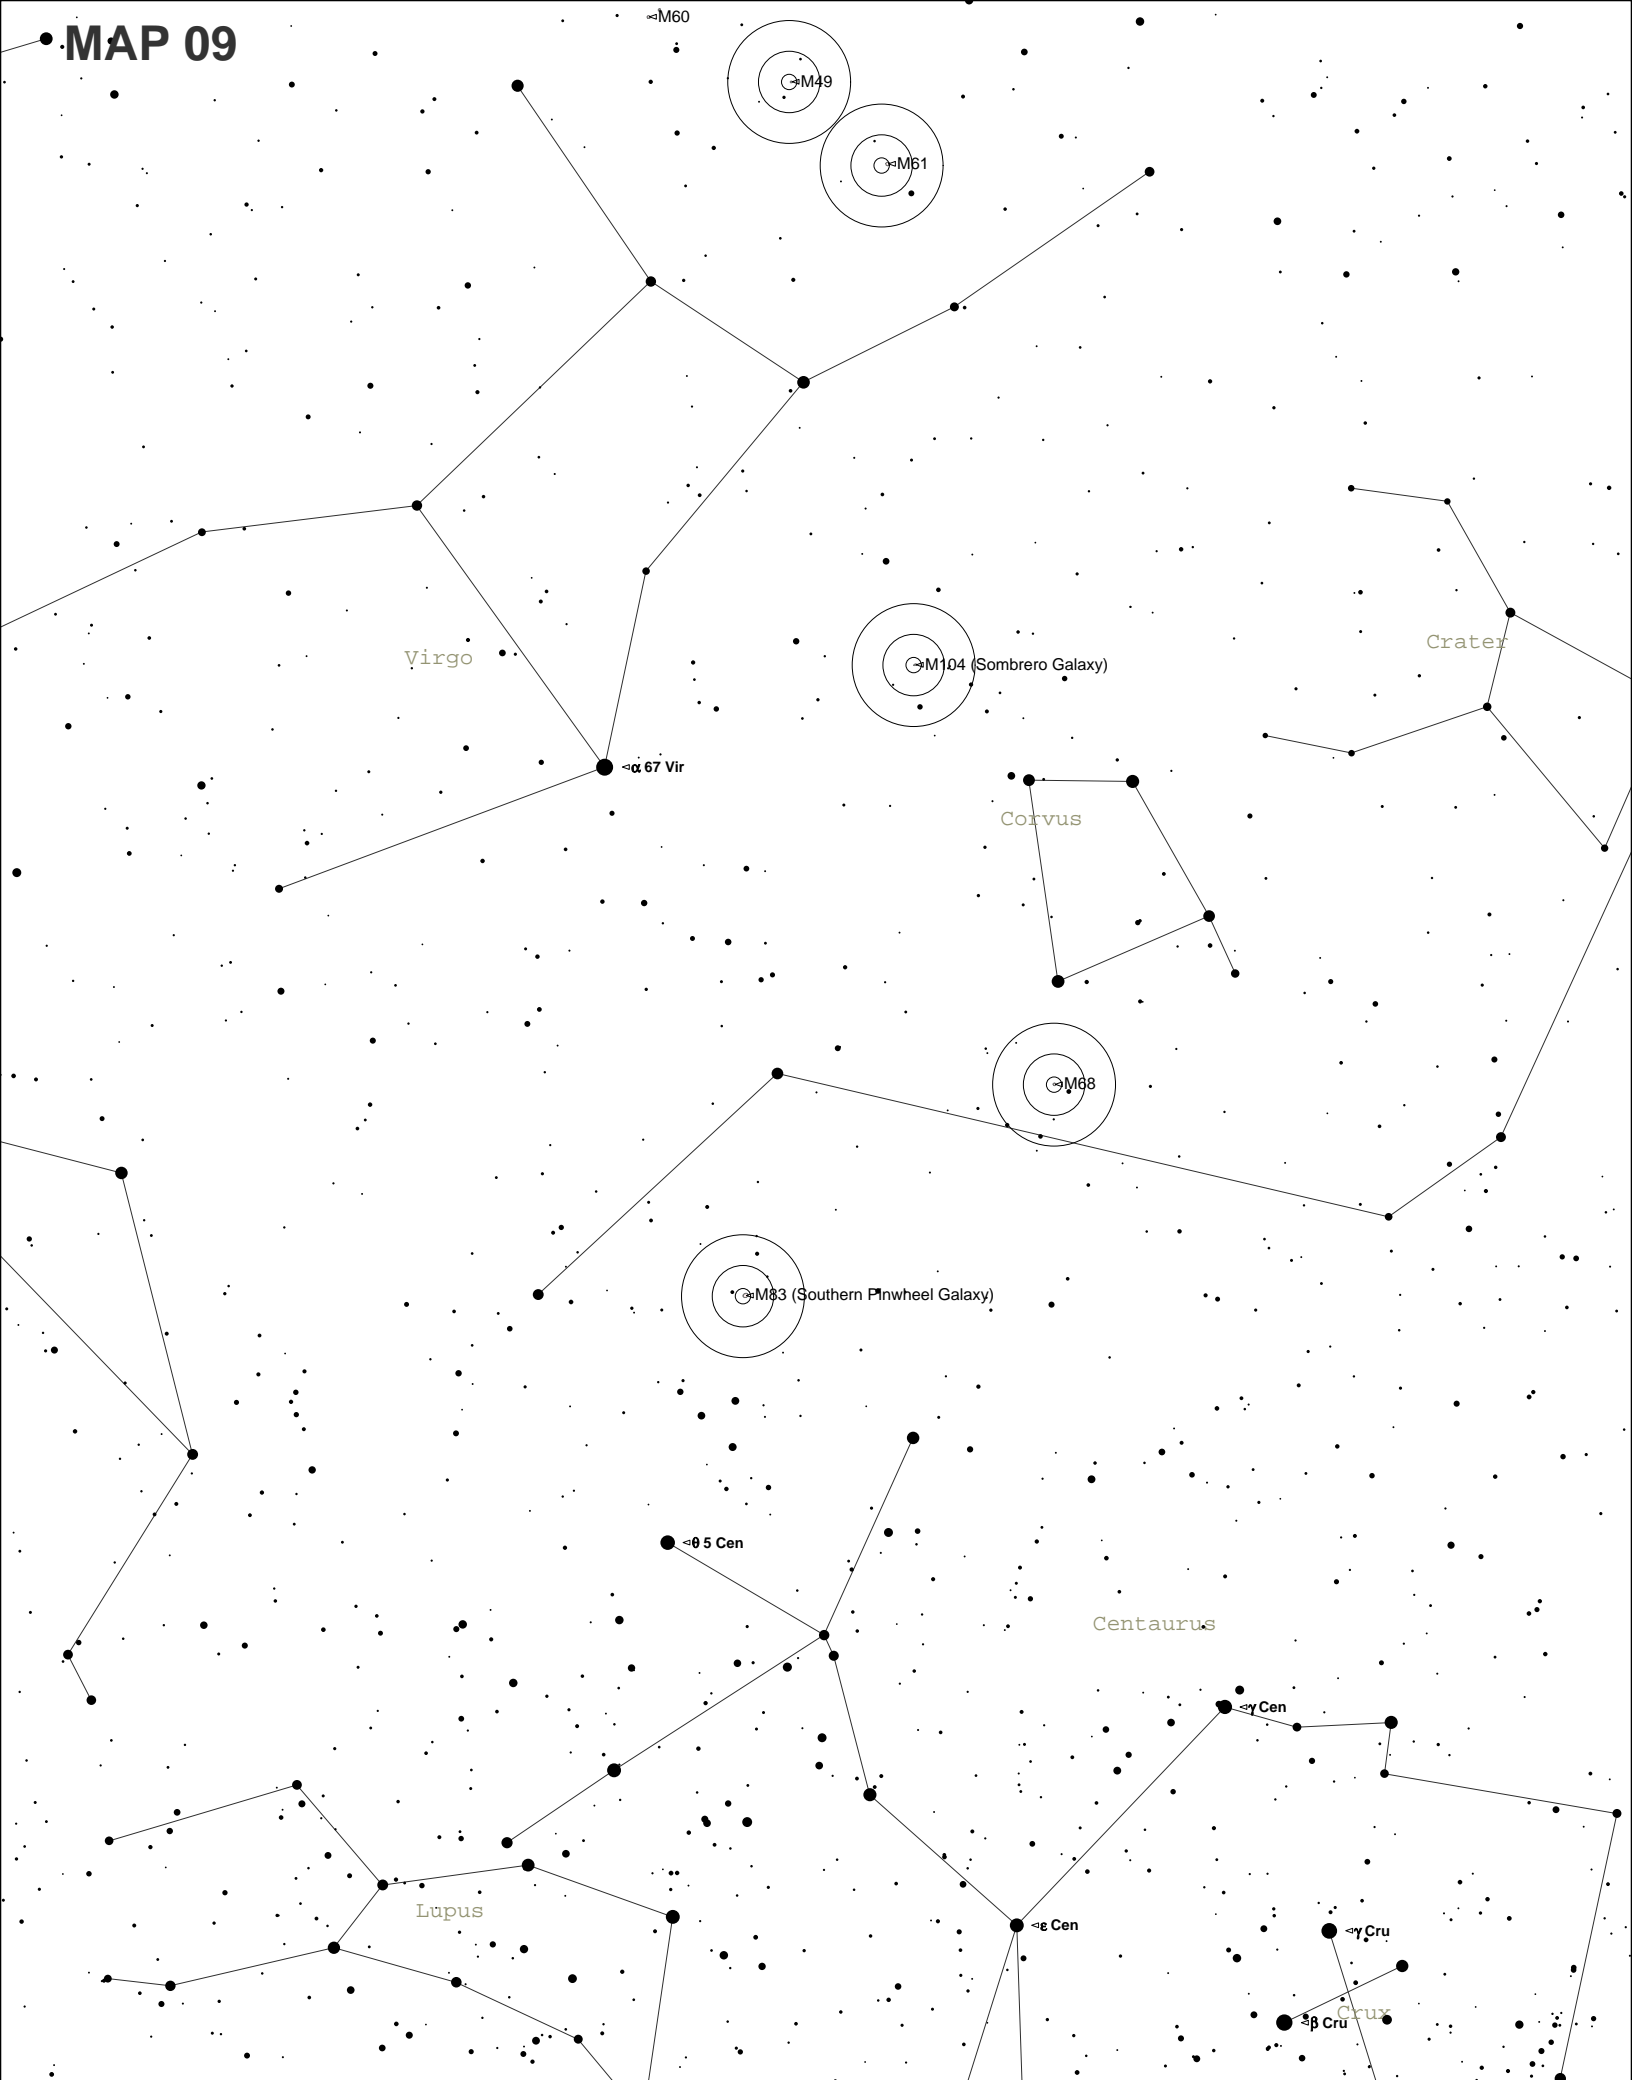 M60
MAP 09
M49
M61
Virgo
Crater
M104 (Sombrero Galaxy)
α 67 Vir
Corvus
M68
M83 (Southern Pinwheel Galaxy)
θ 5 Cen
Centaurus
γ Cen
Lupus
ε Cen
γ Cru
Crux
β Cru